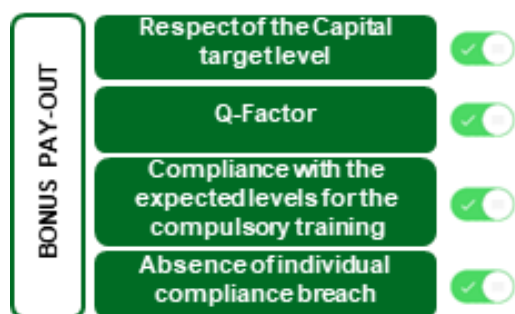 BONUS PAY-OUT
Respect of the Capital
target level
Q-Factor
Compliance with the
expected levels for the
compulsory training
Absence of individual
compliance breach